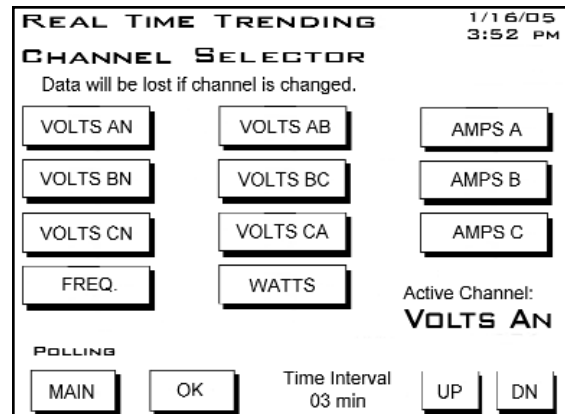 REAL TIME TRENDING
1/16/05
3:52 PM
CHANNEL SELECTOR
Data will be lost if channel is changed.
VOLTS AN VOLTS AB AMPS A
VOLTS BN VOLTS BC AMPS B
VOLTS CN VOLTS CA AMPS C
FREQ. WATTS
Active Channel:
VOLTS AN
POLLING
MAIN OK Time Interval UP DN
03 min